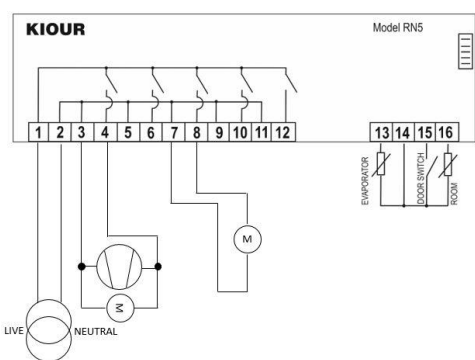 KIOUR
Model RN5
1 2 3 4 5 6 7 8 9 10 11 12
13 14 15 16
EVAPORATOR
DOOR SWITCH
ROOM
M
M
LIVE
NEUTRAL